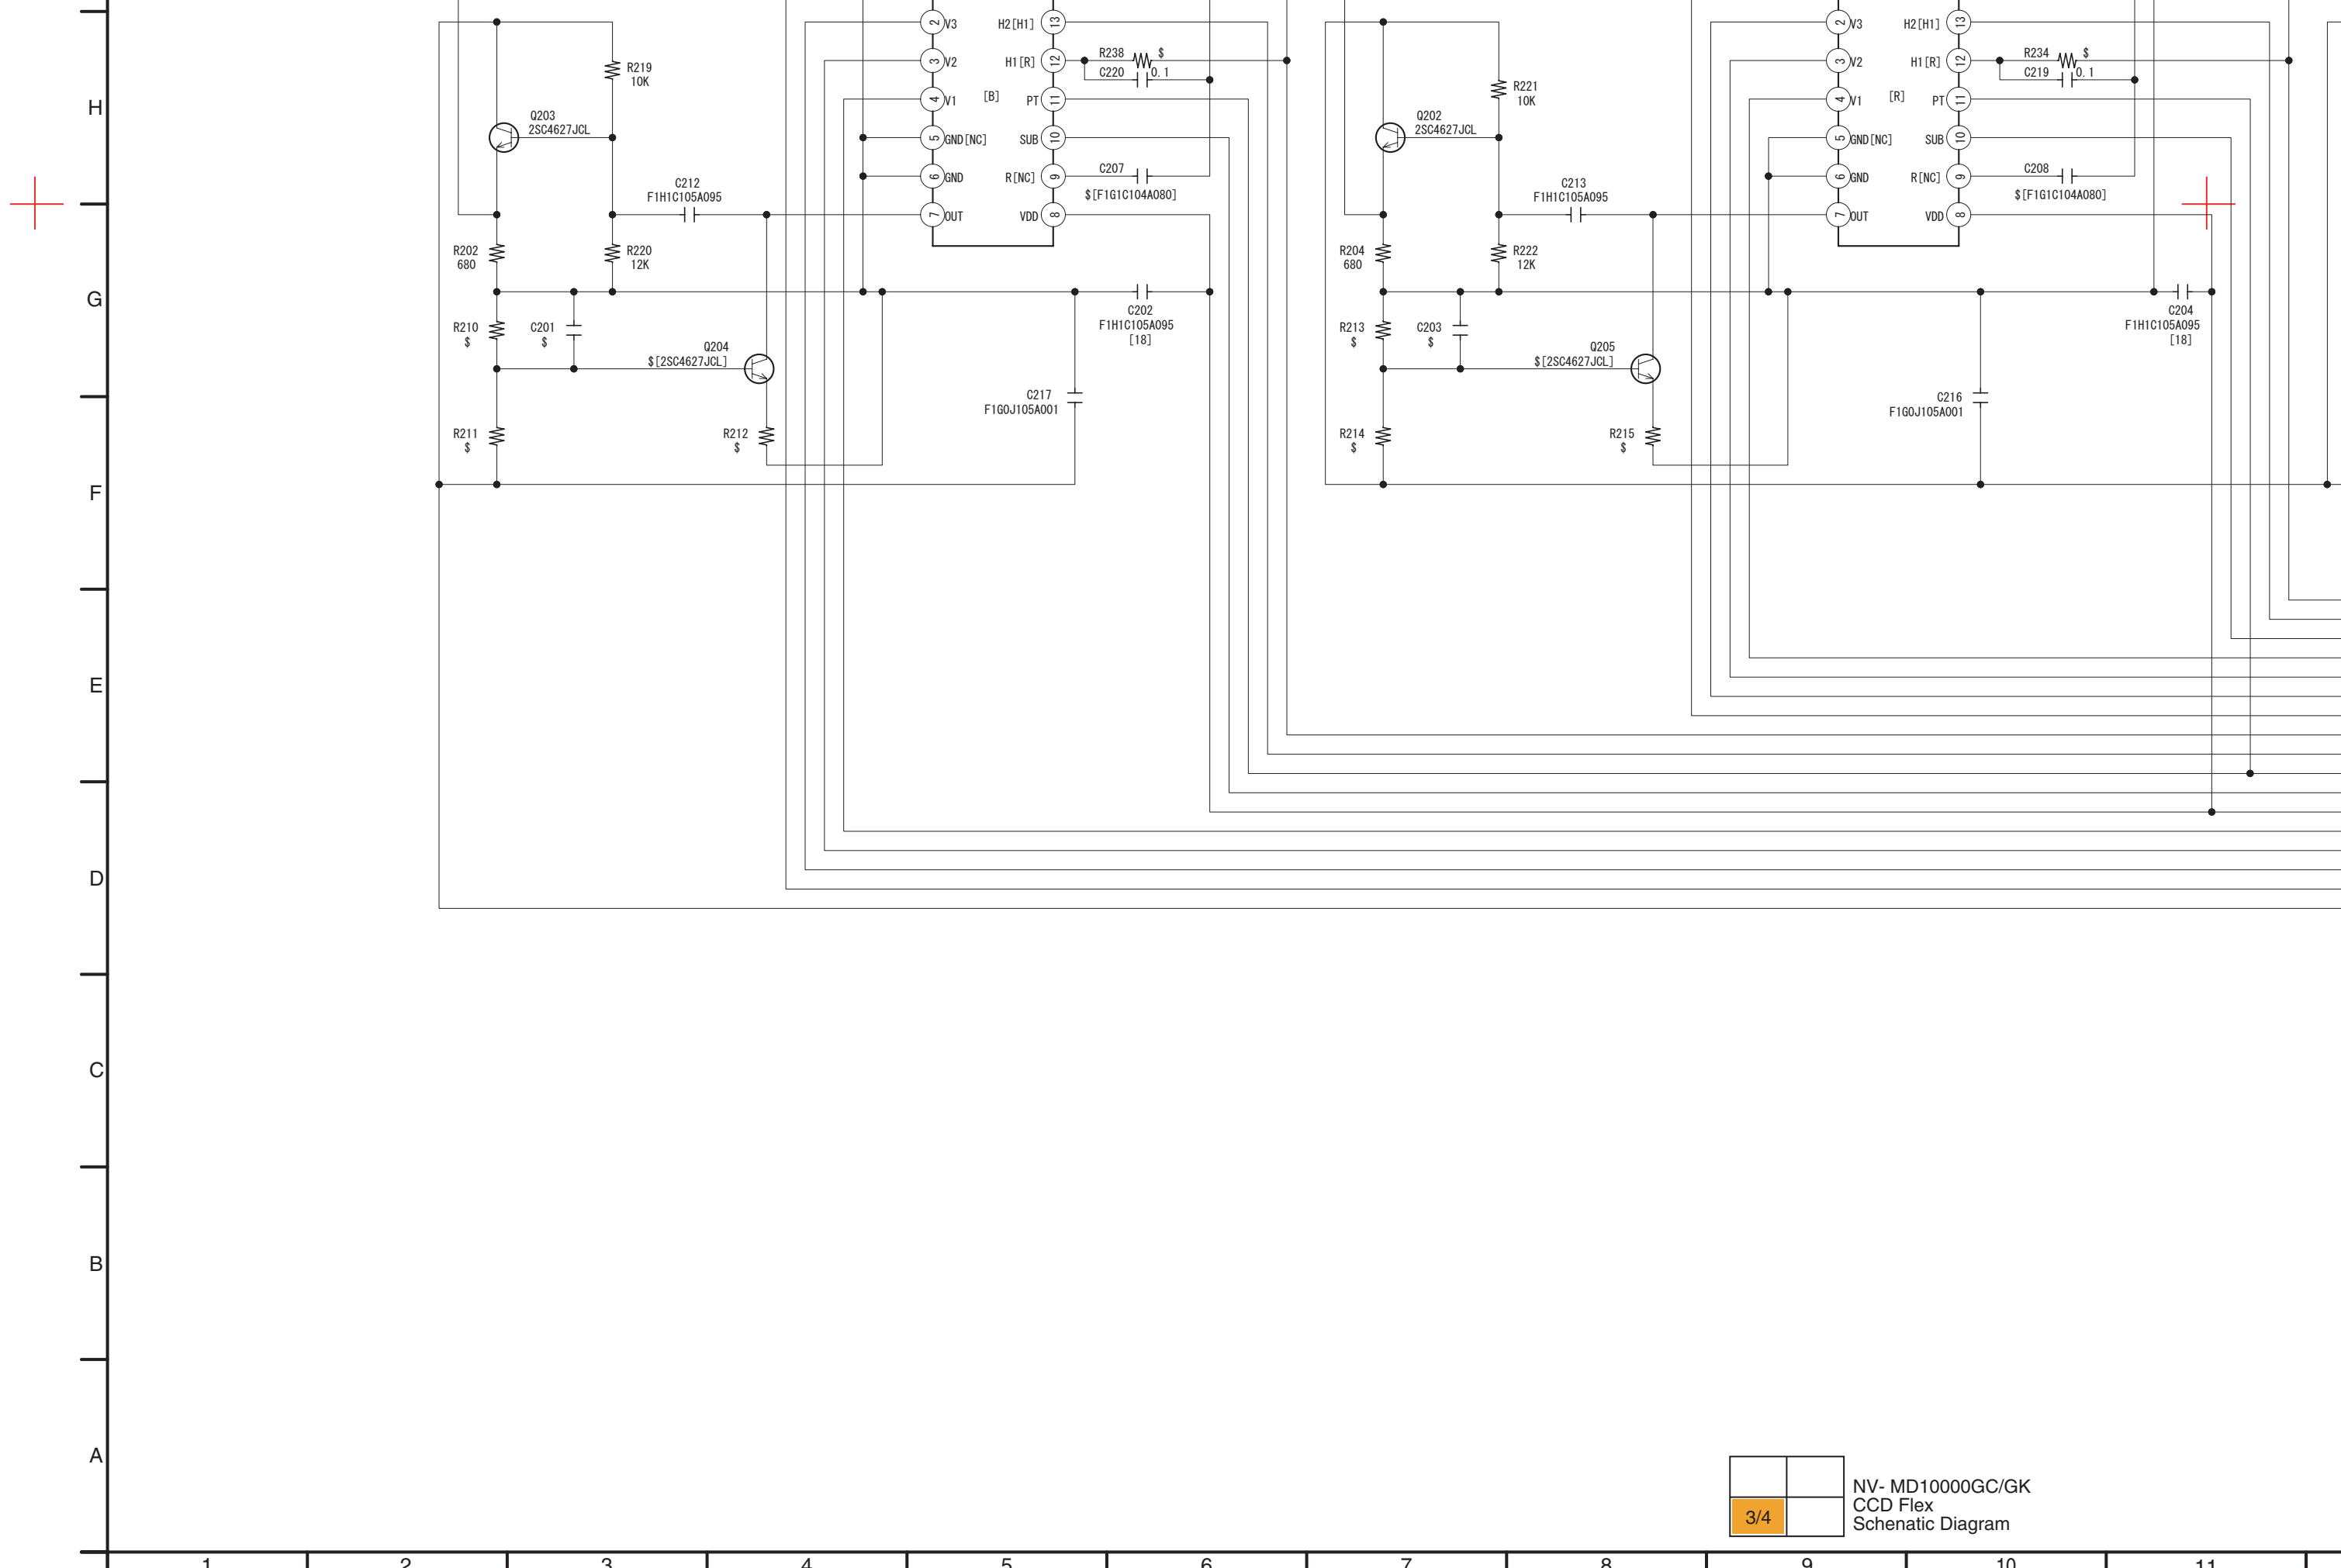 H
G
F
E
D
C
B
A
R219
10K
Q203
2SC4627JCL
C212
F1H1C105A095
R202
680
R220
12K
R210
$
C201
$
Q204
$[2SC4627JCL]
R211
$
R212
$
2 V3
3 V2
4 V1
5 GND[NC]
6 GND
7 OUT
[B]
H2[H1] 13
H1[R] 12
PT 11
SUB 10
R[NC] 9
VDD 8
R238 $
C220 0.1
C207
$[F1G1C104A080]
C202
F1H1C105A095
[18]
C217
F1G0J105A001
R221
10K
Q202
2SC4627JCL
C213
F1H1C105A095
R204
680
R222
12K
R213
$
C203
$
Q205
$[2SC4627JCL]
R214
$
R215
$
2 V3
3 V2
4 V1
5 GND[NC]
6 GND
7 OUT
[R]
H2[H1] 13
H1[R] 12
PT 11
SUB 10
R[NC] 9
VDD 8
R234 $
C219 0.1
C208
$[F1G1C104A080]
C204
F1H1C105A095
[18]
C216
F1G0J105A001
3/4
NV- MD10000GC/GK
CCD Flex
Schenatic Diagram
1 2 3 4 5 6 7 8 9 10 11